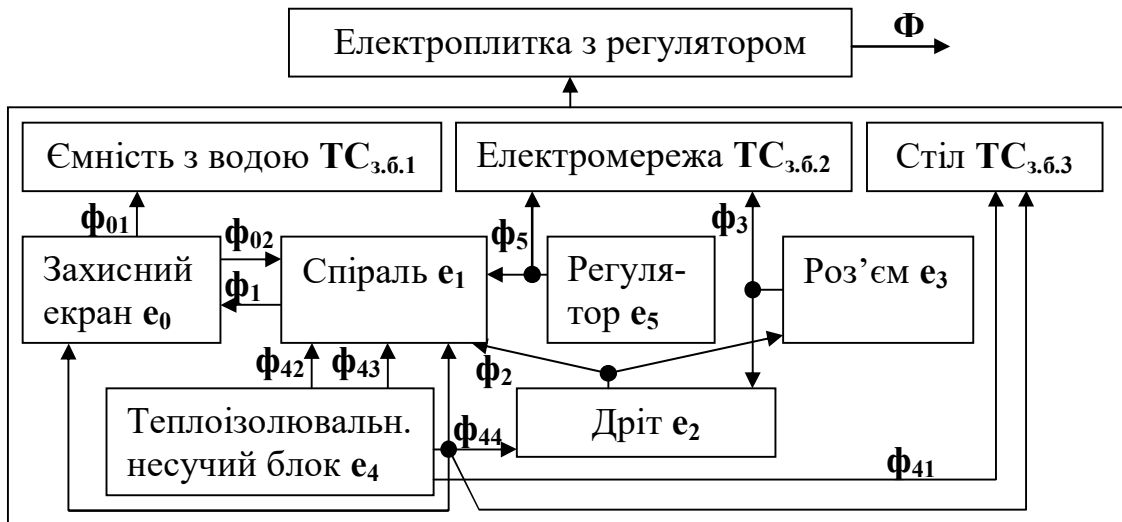 Електроплитка з регулятором
Ф
Ємність з водою ТСз.б.1
Електромережа ТСз.б.2
Стіл ТСз.б.3
ф01
ф02
ф5
ф3
Захисний
екран е0
ф1
Спіраль е1
Регуля-
тор е5
Роз’єм е3
ф42
ф43
ф2
Теплоізолювальн.
несучий блок е4
ф44
Дріт е2
ф41